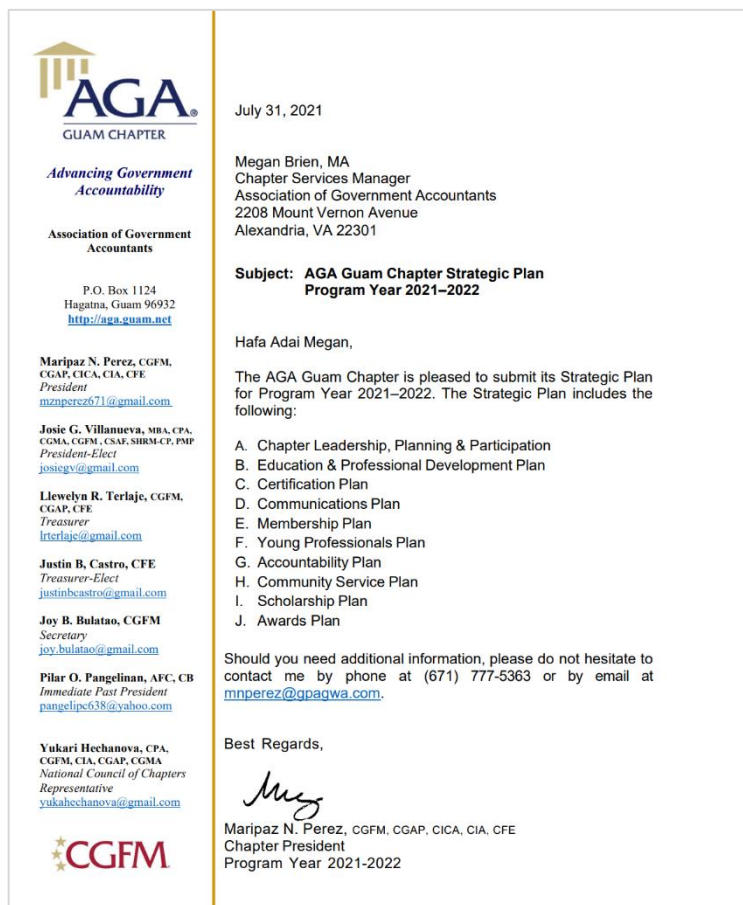 AGA®
GUAM CHAPTER
Advancing Government
Accountability
Association of Government
Accountants
P.O. Box 1124
Hagatna, Guam 96932
http://aga.guam.net
Maripaz N. Perez, CGFM,
CGAP, CICA, CIA, CFE
President
mznperez671@gmail.com
Josie G. Villanueva, MBA, CPA,
CGMA, CGFM , CSAF, SHRM-CP, PMP
President-Elect
josiegv@gmail.com
Llewelyn R. Terlaje, CGFM,
CGAP, CFE
Treasurer
lrterlaje@gmail.com
Justin B, Castro, CFE
Treasurer-Elect
justinbcastro@gmail.com
Joy B. Bulatao, CGFM
Secretary
joy.bulatao@gmail.com
Pilar O. Pangelinan, AFC, CB
Immediate Past President
pangelipc638@yahoo.com
Yukari Hechanova, CPA,
CGFM, CIA, CGAP, CGMA
National Council of Chapters
Representative
yukahechanova@gmail.com
CGFM
July 31, 2021
Megan Brien, MA
Chapter Services Manager
Association of Government Accountants
2208 Mount Vernon Avenue
Alexandria, VA 22301
Subject: AGA Guam Chapter Strategic Plan
Program Year 2021–2022
Hafa Adai Megan,
The AGA Guam Chapter is pleased to submit its Strategic Plan
for Program Year 2021–2022. The Strategic Plan includes the
following:
A. Chapter Leadership, Planning & Participation
B. Education & Professional Development Plan
C. Certification Plan
D. Communications Plan
E. Membership Plan
F. Young Professionals Plan
G. Accountability Plan
H. Community Service Plan
I. Scholarship Plan
J. Awards Plan
Should you need additional information, please do not hesitate to
contact me by phone at (671) 777-5363 or by email at
mnperez@gpagwa.com.
Best Regards,
Maripaz N. Perez, CGFM, CGAP, CICA, CIA, CFE
Chapter President
Program Year 2021-2022